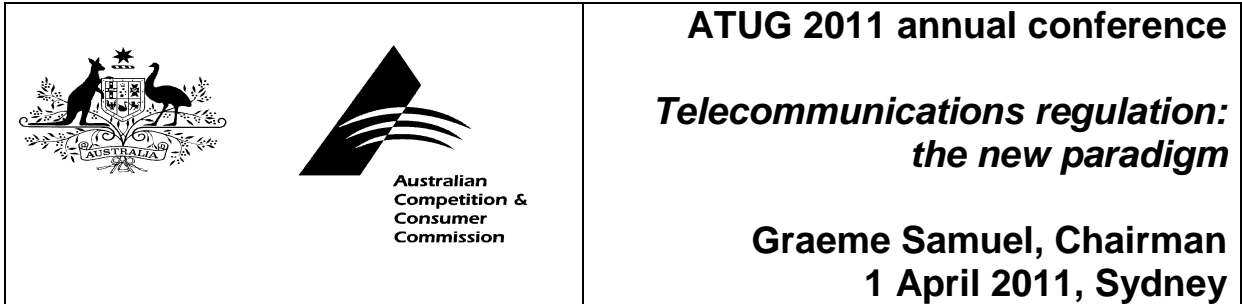 AUSTRALIA
Australian
Competition &
Consumer
Commission
ATUG 2011 annual conference
Telecommunications regulation:
the new paradigm
Graeme Samuel, Chairman
1 April 2011, Sydney